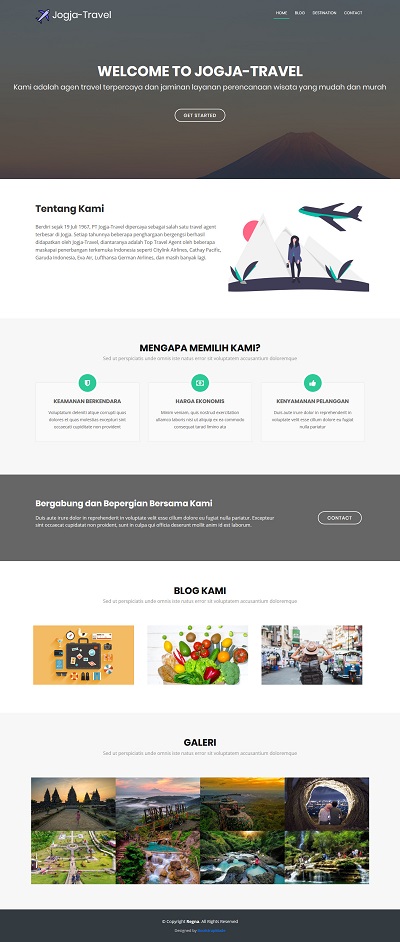 Jogja-Travel
HOME BLOG DESTINATION CONTACT
WELCOME TO JOGJA-TRAVEL
Kami adalah agen travel terpercaya dan jaminan layanan perencanaan wisata yang mudah dan murah
GET STARTED
Tentang Kami
Berdiri sejak 19 Juli 1967, PT Jogja-Travel dipercaya sebagai salah satu travel agent
terbesar di Jogja. Setiap tahunnya beberapa penghargaan bergengsi berhasil
didapatkan oleh Jogja-Travel, diantaranya adalah Top Travel Agent oleh beberapa
maskapai penerbangan terkemuka Indonesia seperti Citylink Airlines, Cathay Pacific,
Garuda Indonesia, Eva Air, Lufthansa German Airlines, dan masih banyak lagi
MENGAPA MEMILIH KAMI?
Sed ut perspiciatis unde omnis iste natus error sit voluptatem accusantium doloremque
KEAMANAN BERKENDARA
Voluptatum deleniti atque corrupti quos
dolores et quas molestias excepturi sint
occaecati cupiditate non provident
HARGA EKONOMIS
Minim veniam, quis nostrud exercitation
ullamco laboris nisi ut aliquip ex ea commodo
consequat tarad limino ata
KENYAMANAN PELANGGAN
Duis aute irure dolor in reprehenderit in
voluptate velit esse cillum dolore eu fugiat
nulla pariatur
Bergabung dan Bepergian Bersama Kami
Duis aute irure dolor in reprehenderit in voluptate velit esse cillum dolore eu fugiat nulla pariatur. Excepteur
sint occaecat cupidatat non proident, sunt in culpa qui officia deserunt mollit anim id est laborum.
CONTACT
BLOG KAMI
Sed ut perspiciatis unde omnis iste natus error sit voluptatem accusantium doloremque
GALERI
Sed ut perspiciatis unde omnis iste natus error sit voluptatem accusantium doloremque
© Copyright Regna. All Rights Reserved
Designed by BootstrapMade